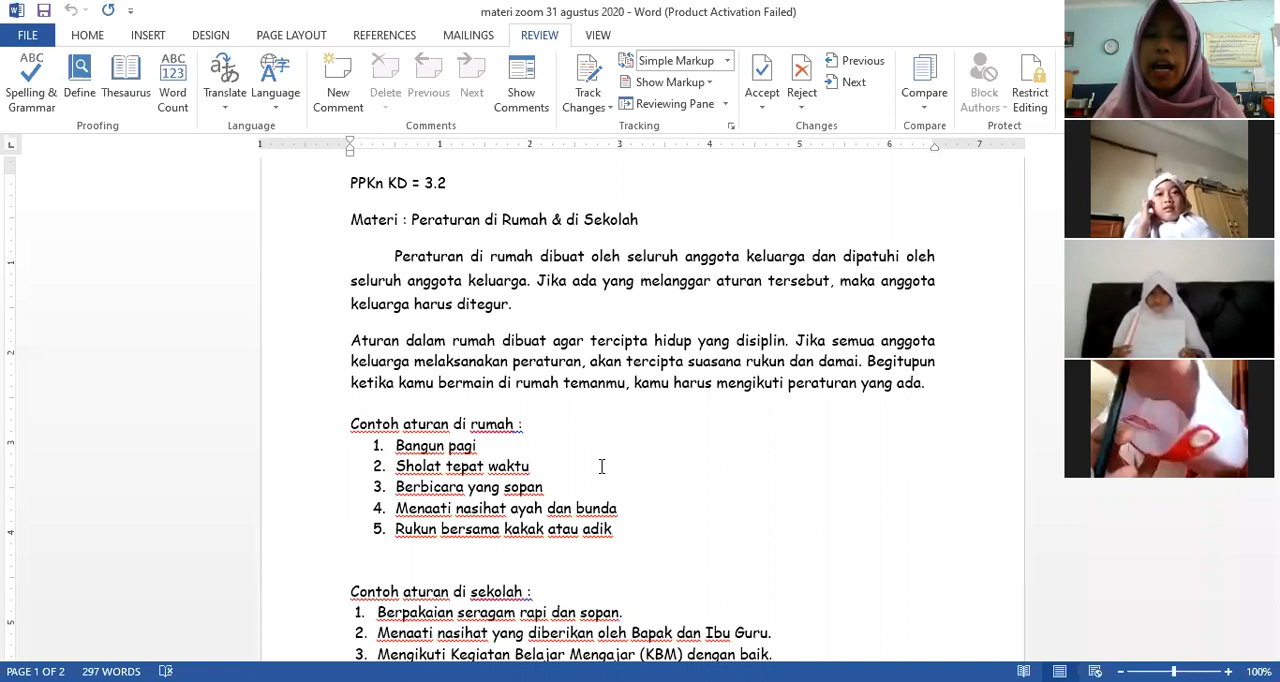 materi zoom 31 agustus 2020 - Word (Product Activation Failed)
FILE HOME INSERT DESIGN PAGE LAYOUT REFERENCES MAILINGS REVIEW VIEW
Spelling & Grammar Define Thesaurus Word Count Translate Language New Comment Delete Previous Next Show Comments Track Changes Simple Markup Show Markup Reviewing Pane Accept Reject Previous Next Compare Block Authors Restrict Editing
Proofing Language Comments Tracking Changes Compare Protect
1 1 2 3 4 5 6 7
PPKn KD = 3.2
Materi : Peraturan di Rumah & di Sekolah
Peraturan di rumah dibuat oleh seluruh anggota keluarga dan dipatuhi oleh
seluruh anggota keluarga. Jika ada yang melanggar aturan tersebut, maka anggota
keluarga harus ditegur.
Aturan dalam rumah dibuat agar tercipta hidup yang disiplin. Jika semua anggota
keluarga melaksanakan peraturan, akan tercipta suasana rukun dan damai. Begitupun
ketika kamu bermain di rumah temanmu, kamu harus mengikuti peraturan yang ada.
Contoh aturan di rumah :
1. Bangun pagi
2. Sholat tepat waktu
3. Berbicara yang sopan
4. Menaati nasihat ayah dan bunda
5. Rukun bersama kakak atau adik
Contoh aturan di sekolah :
1. Berpakaian seragam rapi dan sopan.
2. Menaati nasihat yang diberikan oleh Bapak dan Ibu Guru.
3. Mengikuti Kegiatan Belajar Mengajar (KBM) dengan baik.
PAGE 1 OF 2 297 WORDS 100%